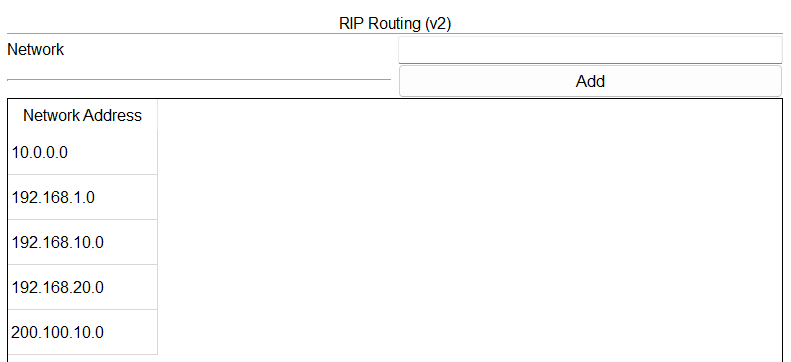 RIP Routing (v2)
Network
Add
Network Address
10.0.0.0
192.168.1.0
192.168.10.0
192.168.20.0
200.100.10.0